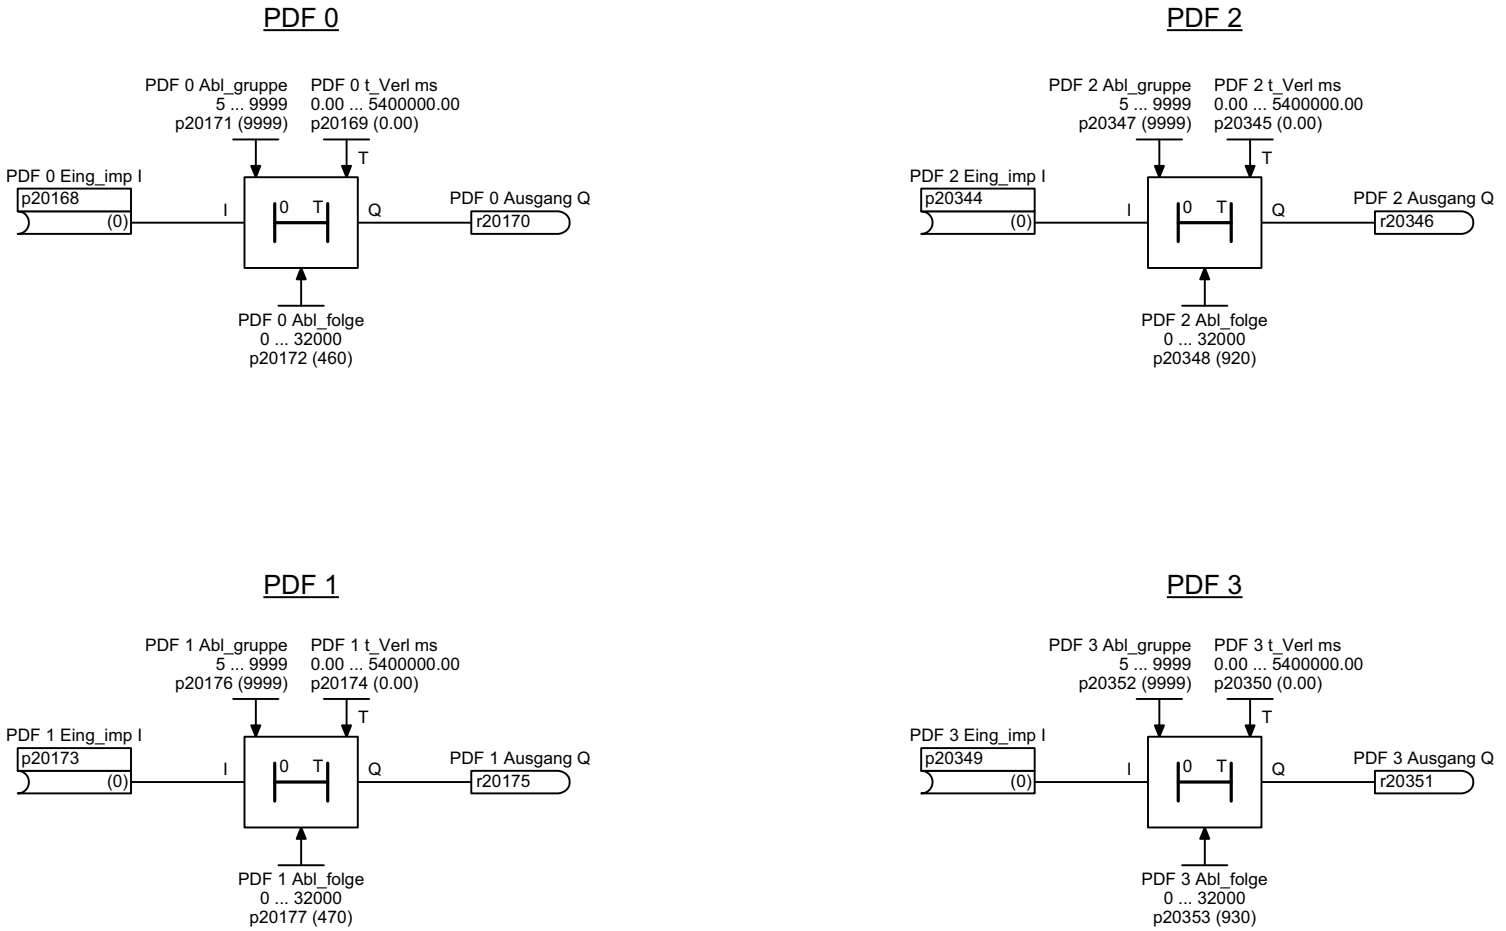 PDF 0
PDF 0 Abl_gruppe
5 ... 9999
p20171 (9999)
PDF 0 t_Verl ms
0.00 ... 5400000.00
p20169 (0.00)
T
PDF 0 Eing_imp I
p20168
(0)
I
0 T
Q
PDF 0 Ausgang Q
r20170
PDF 0 Abl_folge
0 ... 32000
p20172 (460)
PDF 2
PDF 2 Abl_gruppe
5 ... 9999
p20347 (9999)
PDF 2 t_Verl ms
0.00 ... 5400000.00
p20345 (0.00)
T
PDF 2 Eing_imp I
p20344
(0)
I
0 T
Q
PDF 2 Ausgang Q
r20346
PDF 2 Abl_folge
0 ... 32000
p20348 (920)
PDF 1
PDF 1 Abl_gruppe
5 ... 9999
p20176 (9999)
PDF 1 t_Verl ms
0.00 ... 5400000.00
p20174 (0.00)
T
PDF 1 Eing_imp I
p20173
(0)
I
0 T
Q
PDF 1 Ausgang Q
r20175
PDF 1 Abl_folge
0 ... 32000
p20177 (470)
PDF 3
PDF 3 Abl_gruppe
5 ... 9999
p20352 (9999)
PDF 3 t_Verl ms
0.00 ... 5400000.00
p20350 (0.00)
T
PDF 3 Eing_imp I
p20349
(0)
I
0 T
Q
PDF 3 Ausgang Q
r20351
PDF 3 Abl_folge
0 ... 32000
p20353 (930)